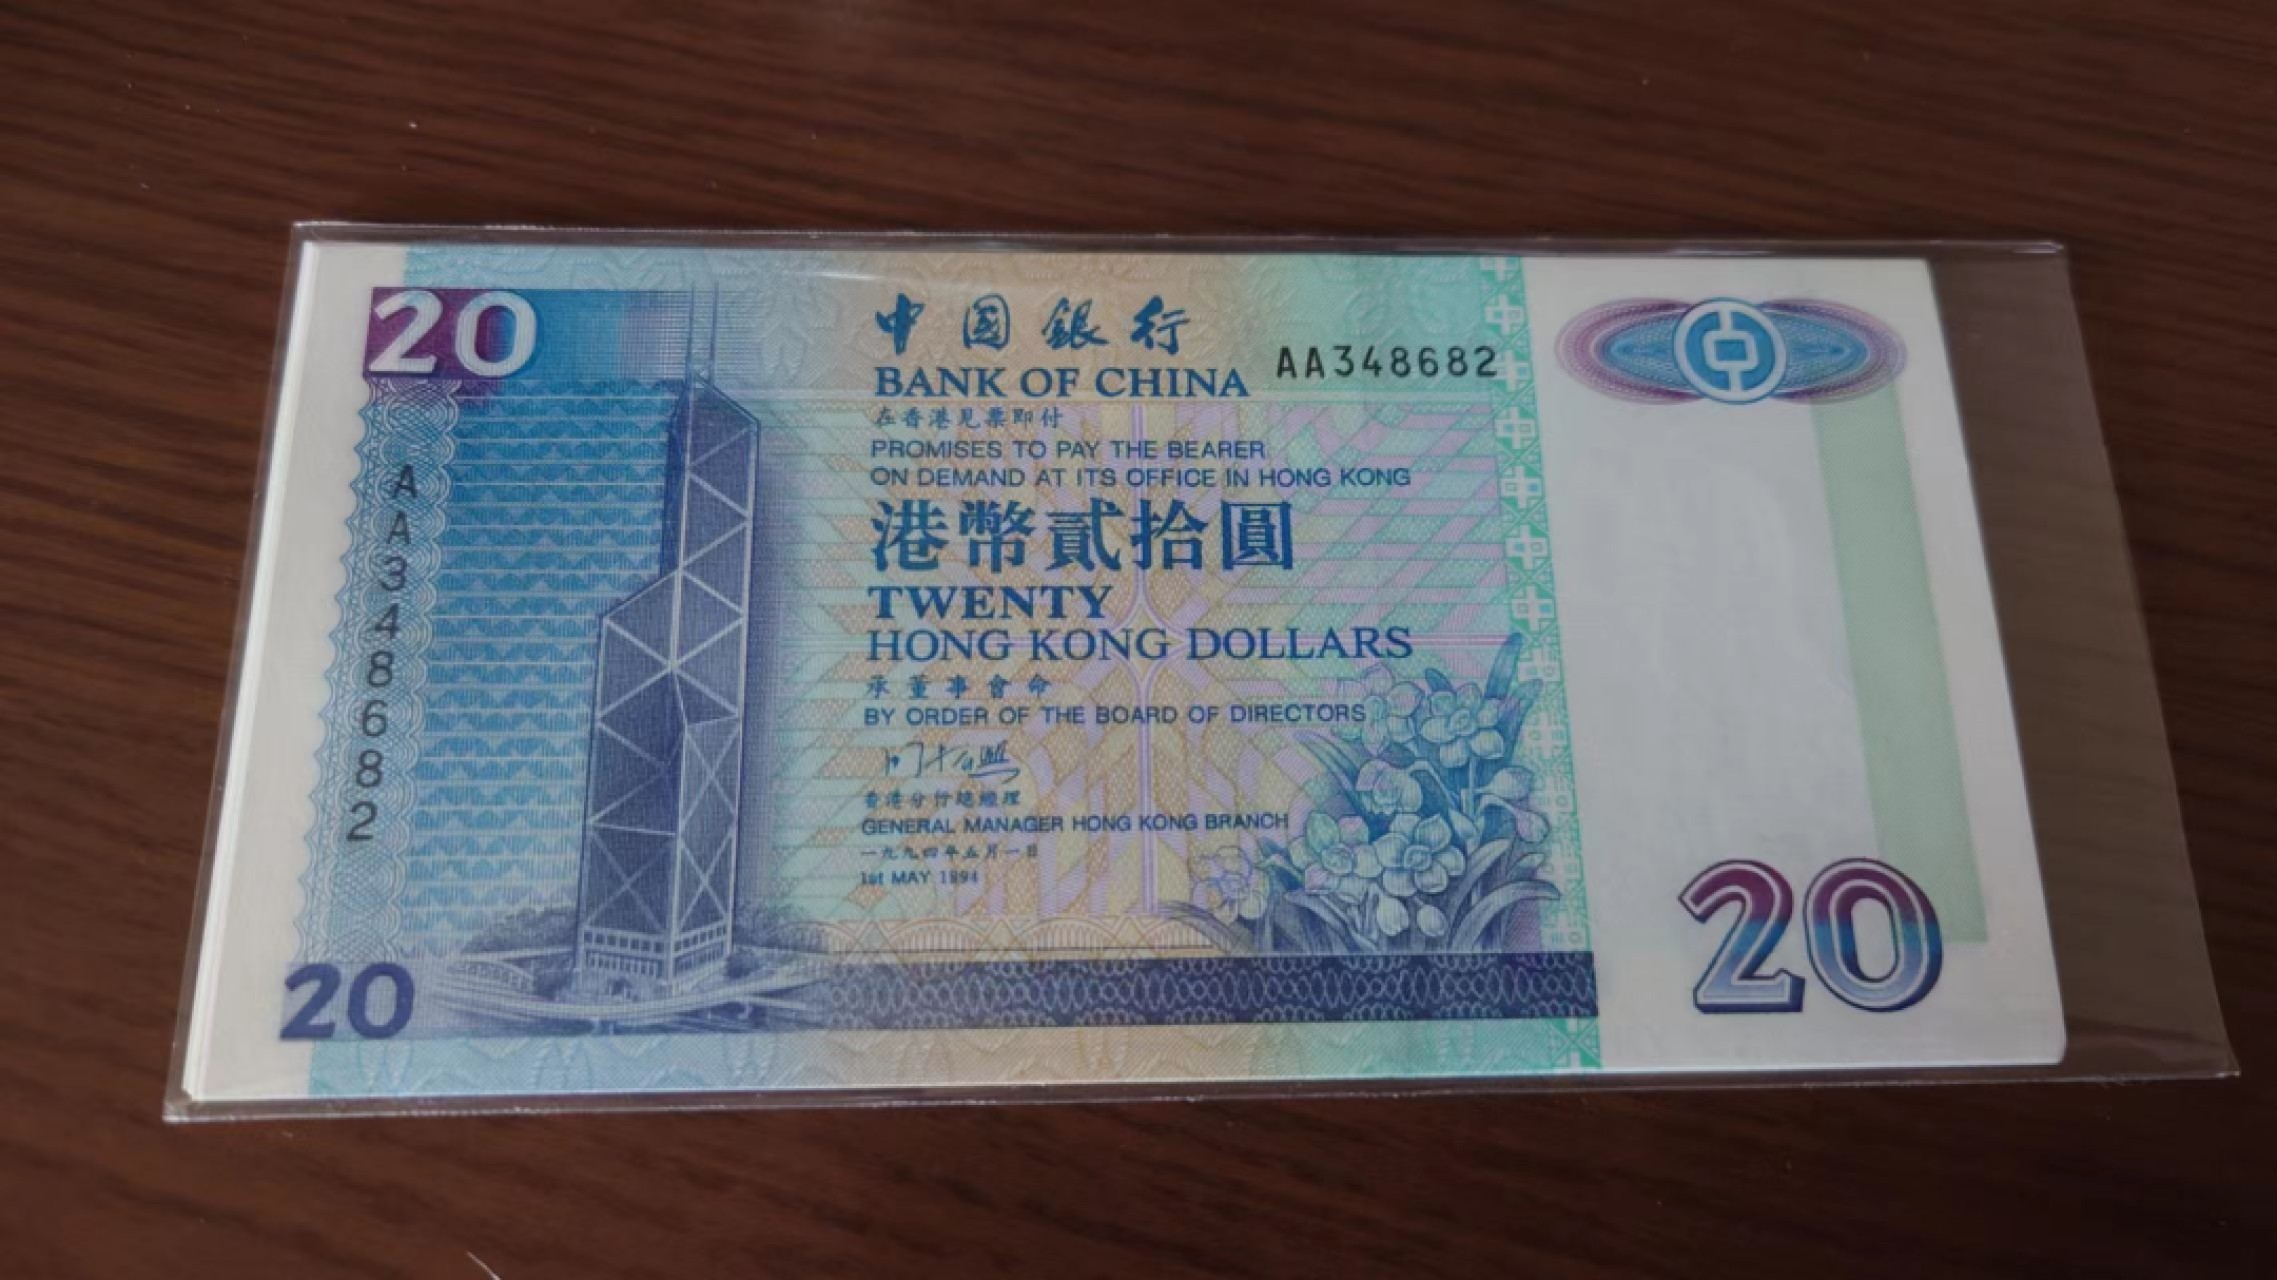 20
中國銀行
BANK OF CHINA
AA348682
在香港見票即付
PROMISES TO PAY THE BEARER
ON DEMAND AT ITS OFFICE IN HONG KONG
港幣貳拾圓
TWENTY
HONG KONG DOLLARS
承董事會命
BY ORDER OF THE BOARD OF DIRECTORS
香港分行總經理
GENERAL MANAGER HONG KONG BRANCH
一九九四年五月一日
1st MAY 1994
AA348682
20
20